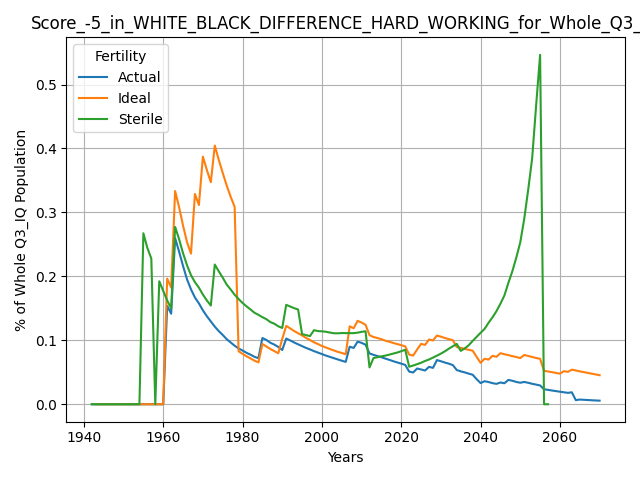 Score_-5_in_WHITE_BLACK_DIFFERENCE_HARD_WORKING_for_Whole_Q3_
Fertility
Actual
Ideal
Sterile
% of Whole Q3_IQ Population
0.5
0.4
0.3
0.2
0.1
0.0
1940 1960 1980 2000 2020 2040 2060
Years